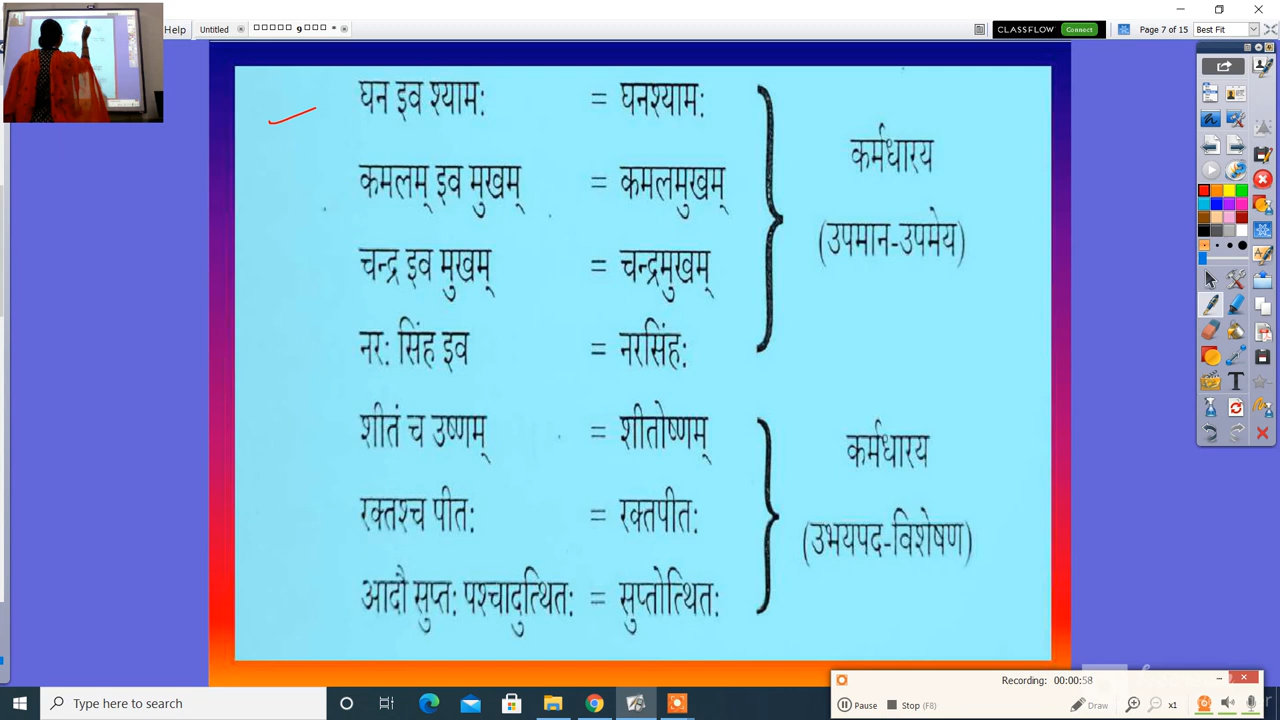 Help
Untitled
9
CLASSFLOW Connect
Page 7 of 15
Best Fit
घन इव श्याम: = घनश्याम:
कमलम् इव मुखम् = कमलमुखम्
चन्द्र इव मुखम् = चन्द्रमुखम्
नर: सिंह इव = नरसिंह:
कर्मधारय
(उपमान-उपमेय)
शीतं च उष्णम् = शीतोष्णम्
रक्तश्च पीत: = रक्तपीत:
आदौ सुप्त: पश्चादुत्थित: = सुप्तोत्थित:
कर्मधारय
(उभयपद-विशेषण)
Recording: 00:00:58
Pause Stop (F8) Draw x1
Type here to search